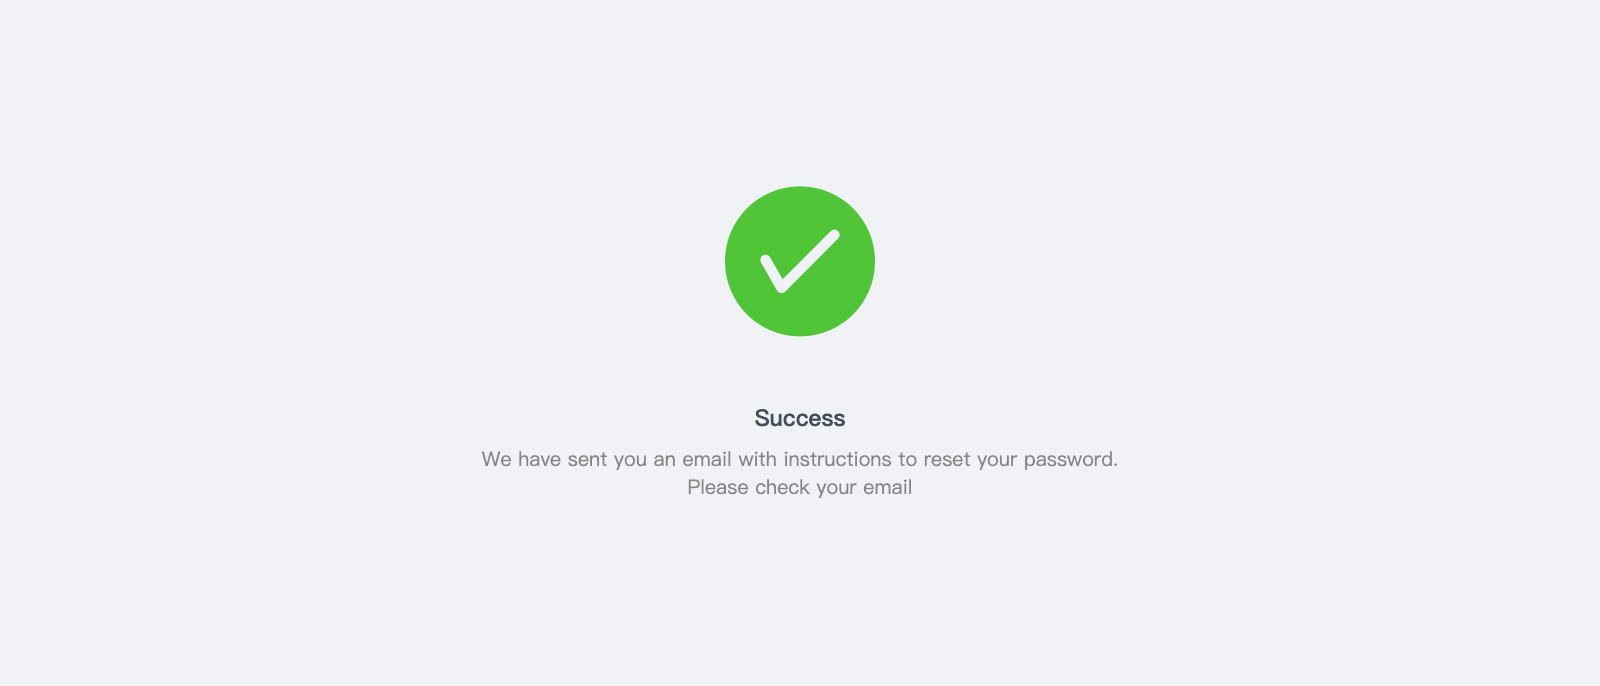 Success
We have sent you an email with instructions to reset your password.
Please check your email